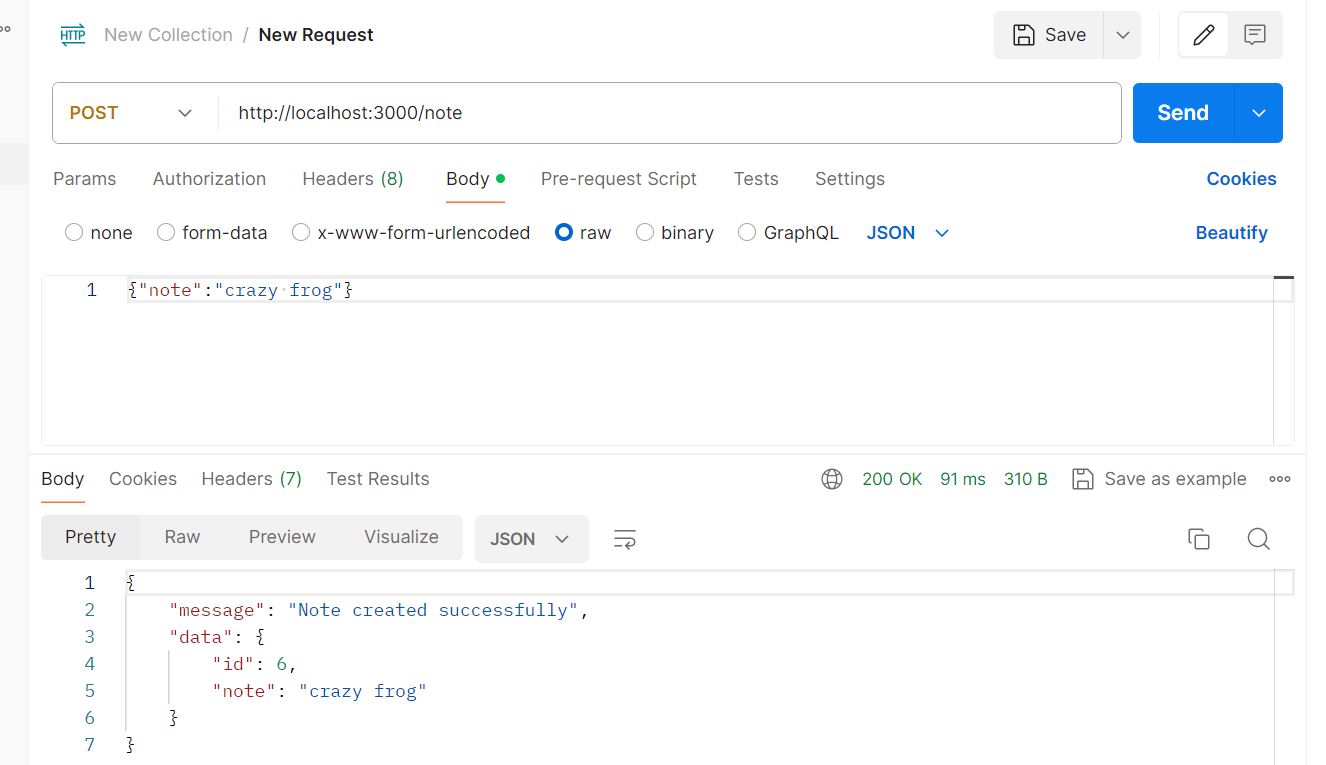 HTTP New Collection / New Request Save
POST http://localhost:3000/note Send
Params Authorization Headers (8) Body Pre-request Script Tests Settings Cookies
none form-data x-www-form-urlencoded raw binary GraphQL JSON Beautify
1 {"note":"crazy frog"}
Body Cookies Headers (7) Test Results 200 OK 91 ms 310 B Save as example
Pretty Raw Preview Visualize JSON
1 {
2 "message": "Note created successfully",
3 "data": {
4 "id": 6,
5 "note": "crazy frog"
6 }
7 }